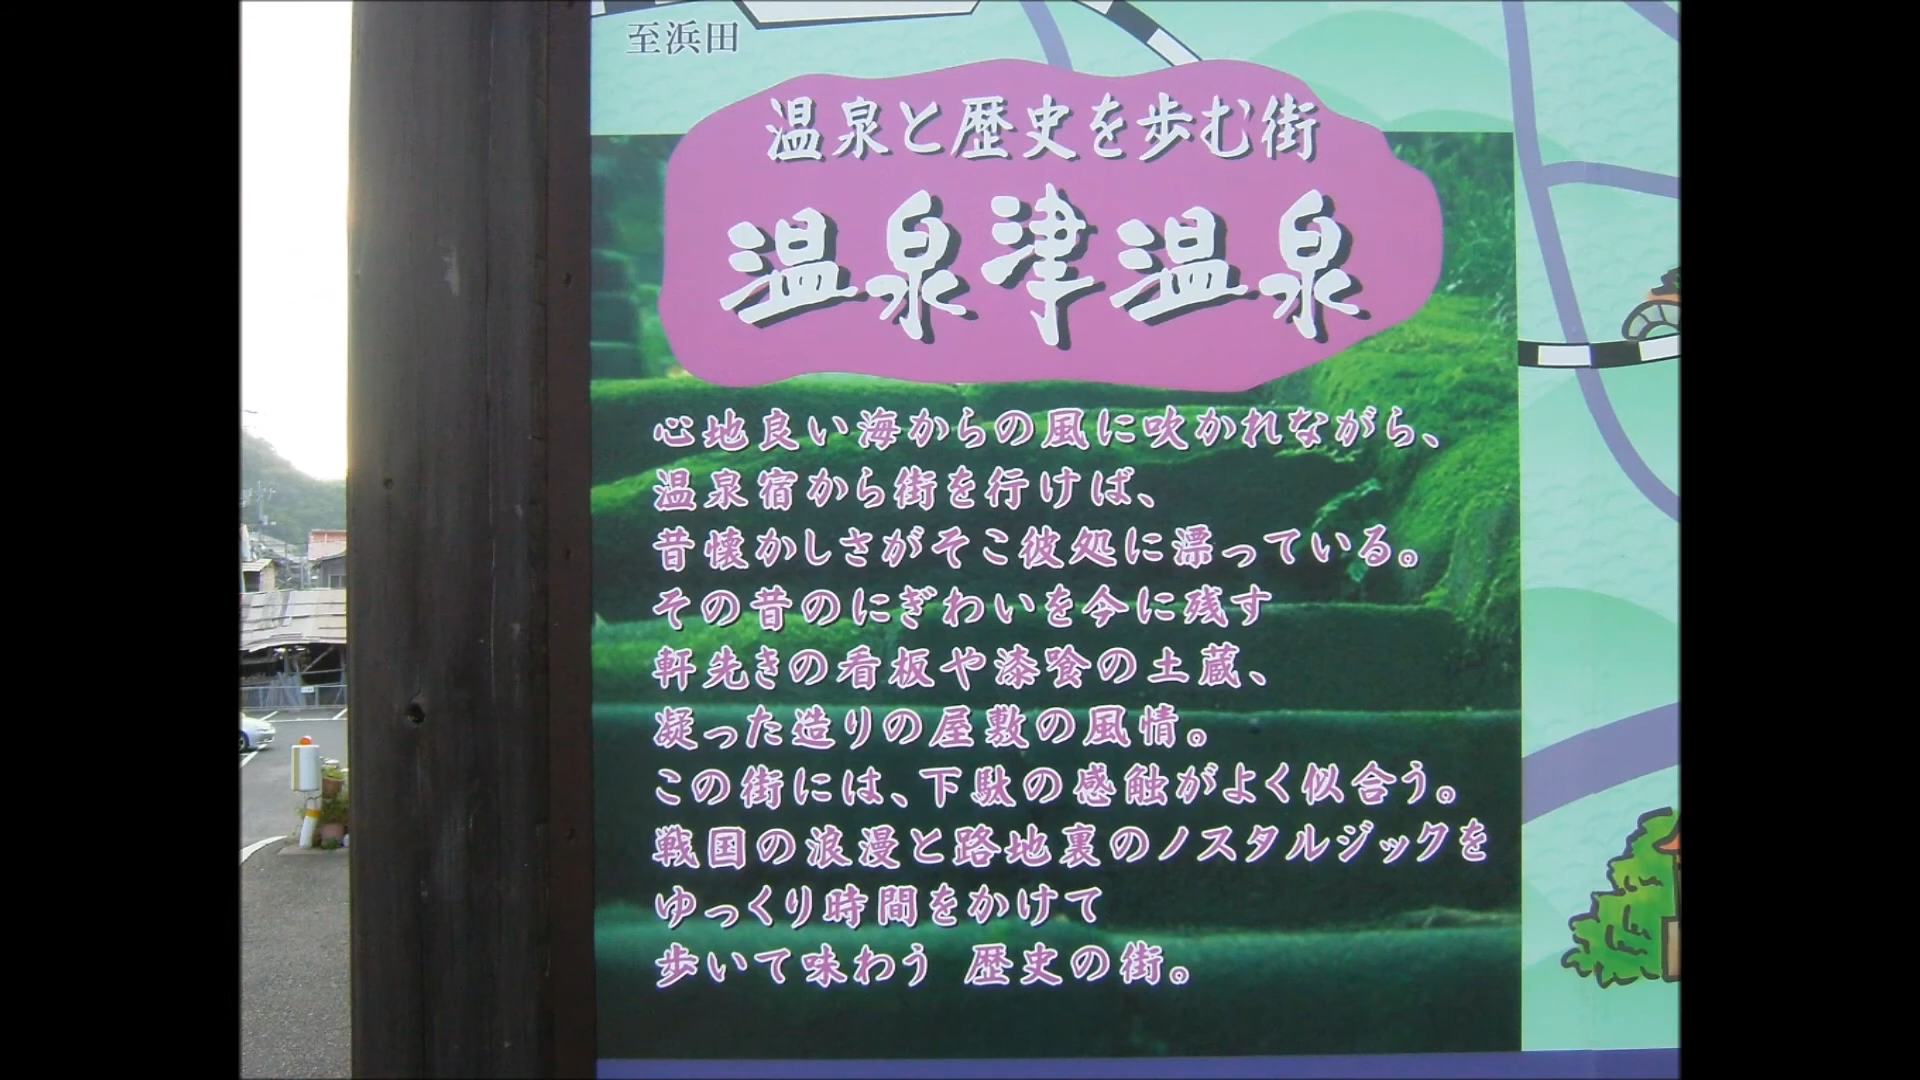 至浜田
温泉と歴史を歩む街
温泉津温泉
心地良い海からの風に吹かれながら、
温泉宿から街を行けば、
昔懐かしさがそこ彼処に漂っている。
その昔のにぎわいを今に残す
軒先きの看板や漆喰の土蔵、
凝った造りの屋敷の風情。
この街には、下駄の感触がよく似合う。
戦国の浪漫と路地裏のノスタルジックを
ゆっくり時間をかけて
歩いて味わう 歴史の街。